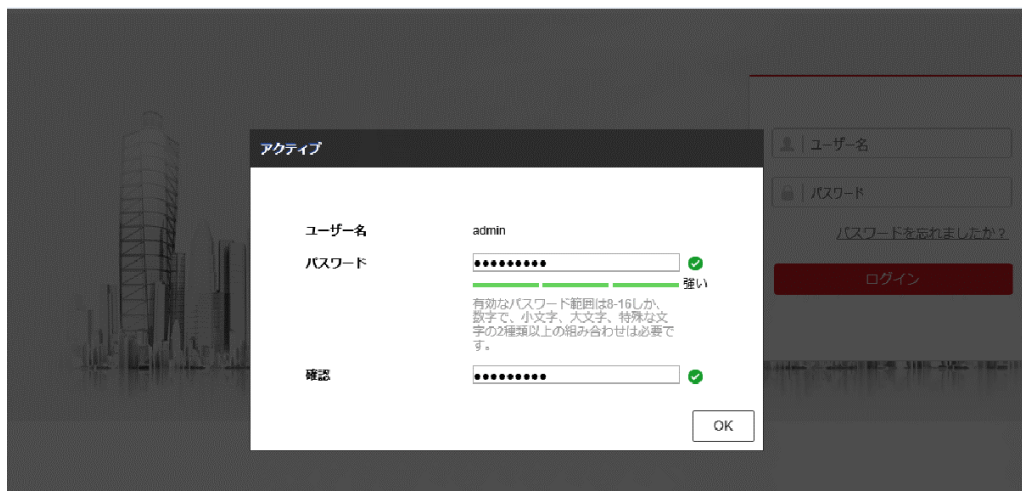 アクティブ
ユーザー名
パスワード
パスワードを忘れましたか？
ログイン
ユーザー名 admin
パスワード ●●●●●●●●●
強い
有効なパスワード範囲は8-16しか、
数字で、小文字、大文字、特殊な文
字の2種類以上の組み合わせは必要で
す。
確認 ●●●●●●●●●
OK